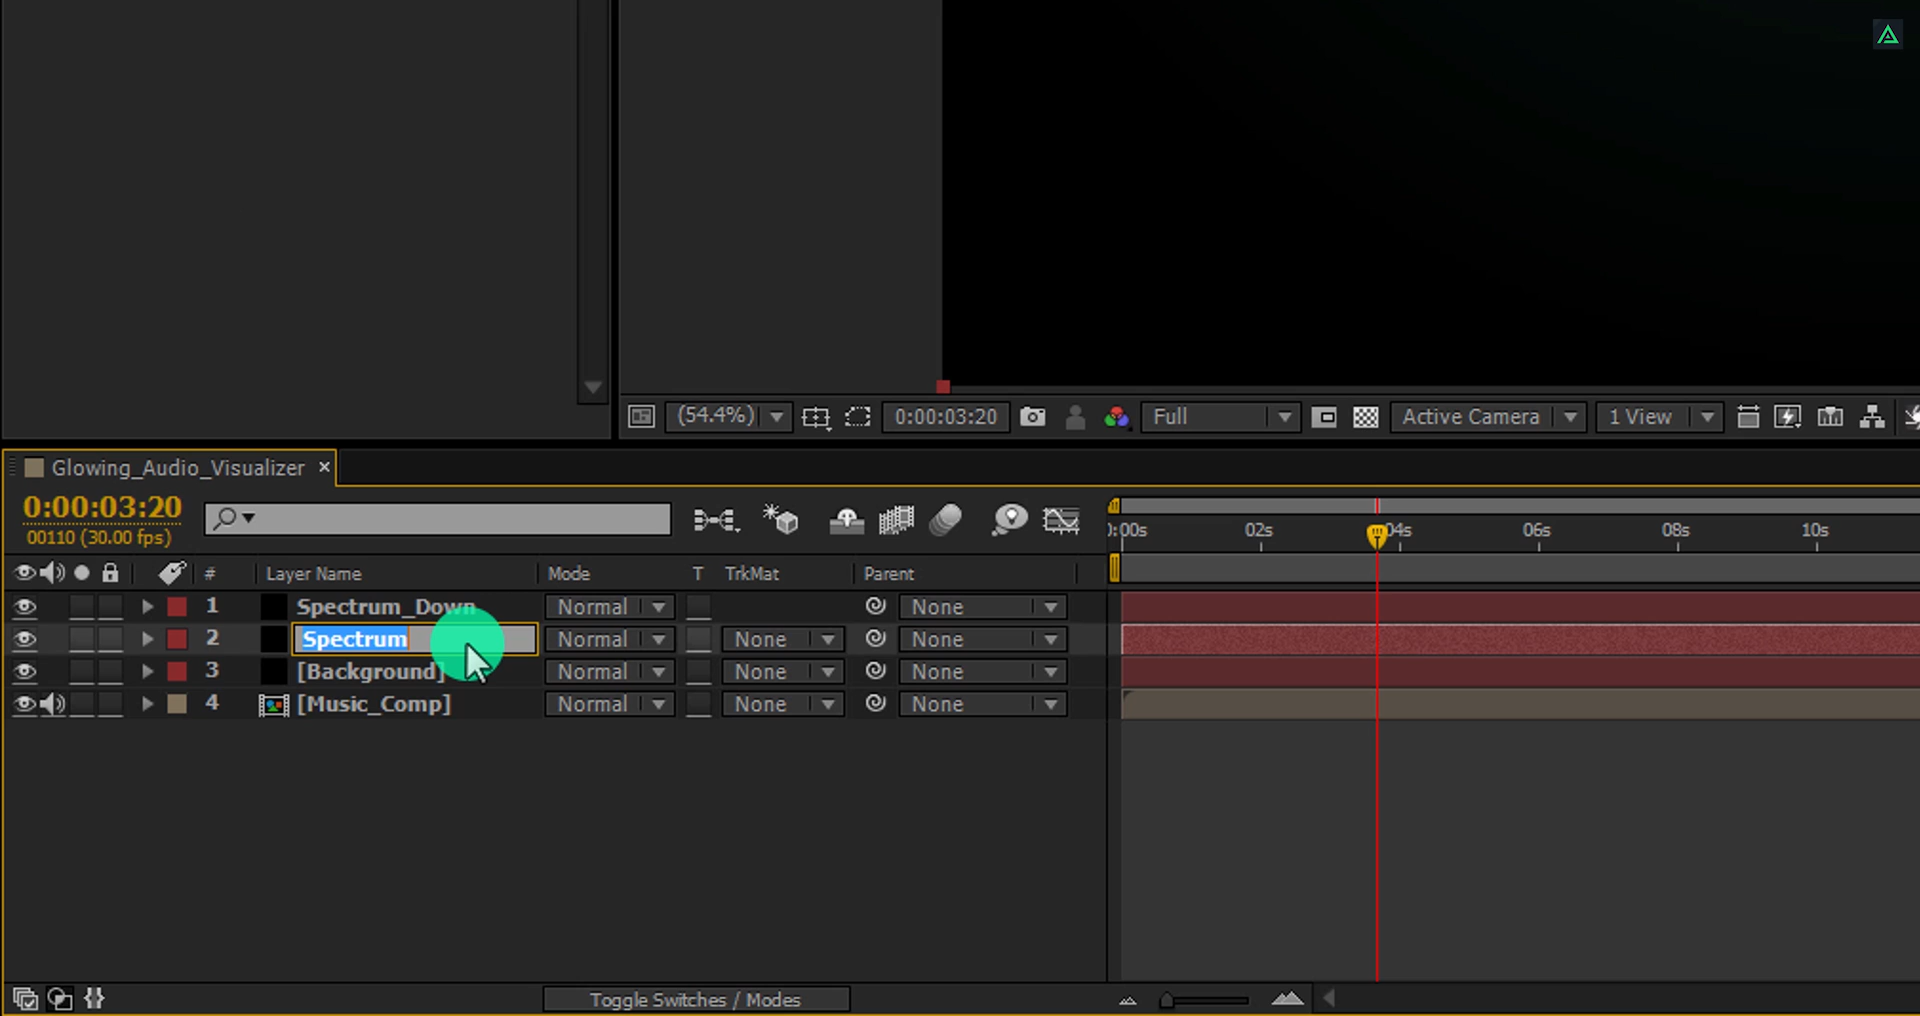 (54.4%) 0:00:03:20 Full Active Camera 1 View
Glowing_Audio_Visualizer ×
0:00:03:20
00110 (30.00 fps)
0:00s 02s 04s 06s 08s 10s
# Layer Name Mode T TrkMat Parent
1 Spectrum_Down Normal None
2 Spectrum Normal None None
3 [Background] Normal None None
4 [Music_Comp] Normal None None
Toggle Switches / Modes